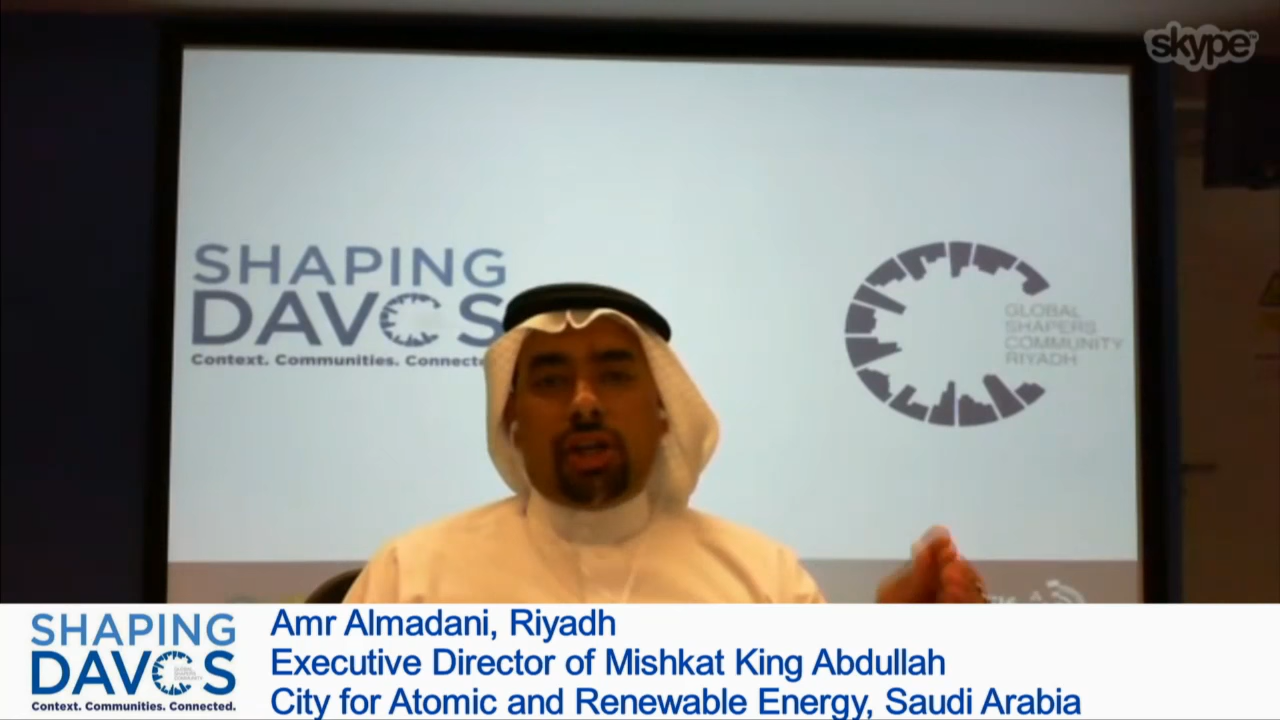 skype
SHAPING
DAVOS
Context. Communities. Connecte
GLOBAL
SHAPERS
COMMUNITY
RIYADH
SHAPING
DAVOS
Context. Communities. Connected.
Amr Almadani, Riyadh
Executive Director of Mishkat King Abdullah
City for Atomic and Renewable Energy, Saudi Arabia